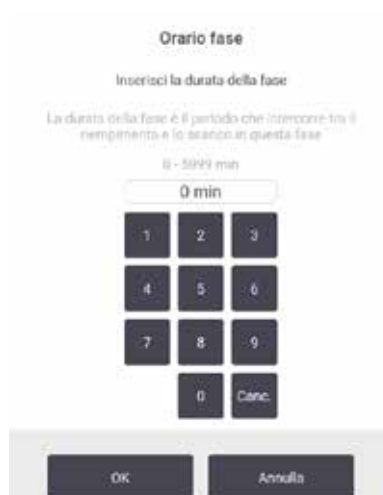 Orario fase
Inserisci la durata della fase
La durata della fase è il periodo che intercorre tra il
riempimento e lo scarico in questa fase
0 - 5999 min
0 min
1 2 3
4 5 6
7 8 9
0 Canc.
OK Annulla